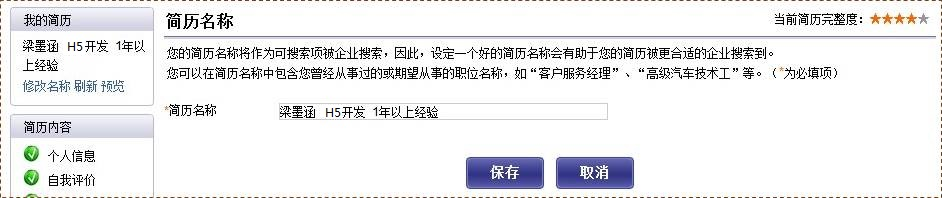 我的简历
梁墨涵 H5开发 1年以
上经验
修改名称 刷新 预览
简历内容
个人信息
自我评价
简历名称
当前简历完整度：
您的简历名称将作为可搜索项被企业搜索，因此，设定一个好的简历名称会有助于您的简历被更合适的企业搜索到。
您可以在简历名称中包含您曾经从事过的或期望从事的职位名称，如“客户服务经理”、“高级汽车技术工”等。（*为必填项）
*简历名称
梁墨涵 H5开发 1年以上经验
保存
取消